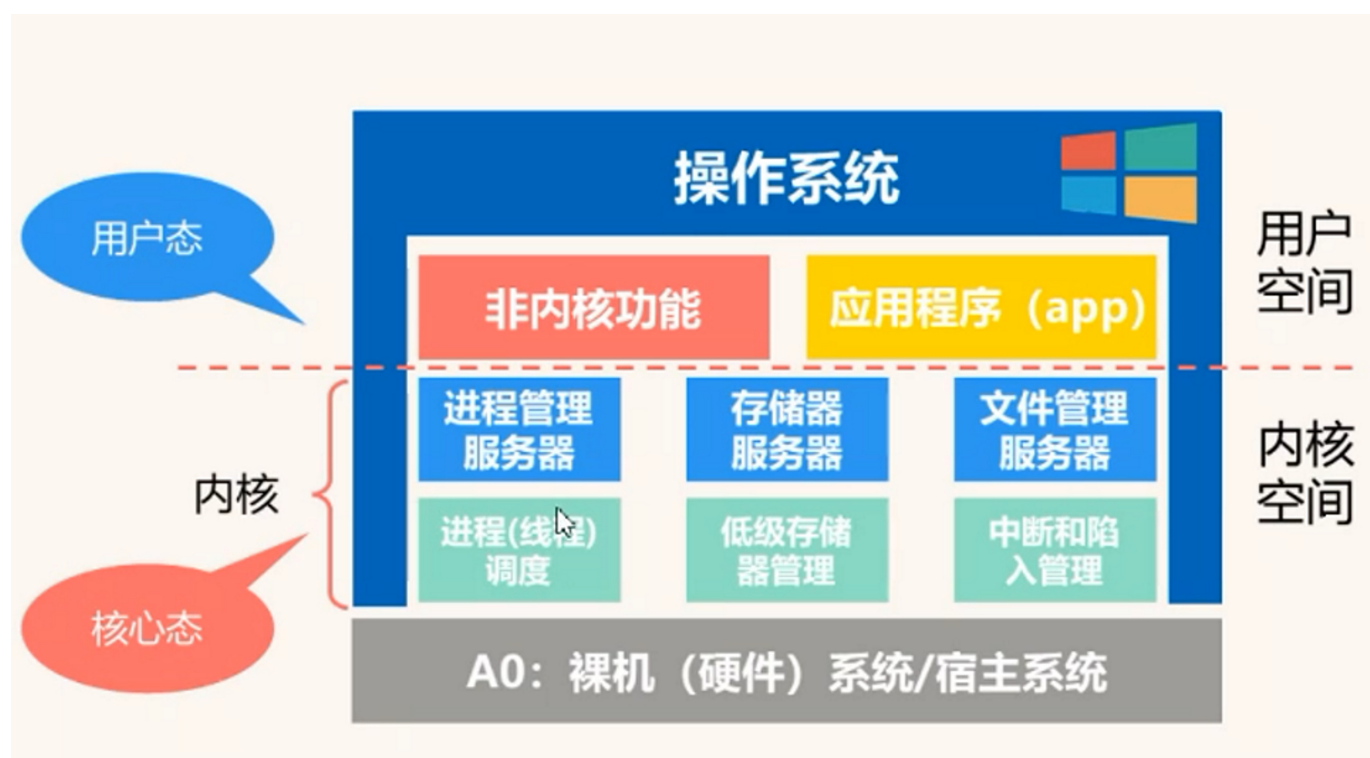 操作系统
用户态
用户
空间
非内核功能
应用程序（app）
进程管理
服务器
存储器
服务器
文件管理
服务器
内核
空间
内核
进程(线程)
调度
低级存储
器管理
中断和陷
入管理
核心态
A0：裸机（硬件）系统/宿主系统